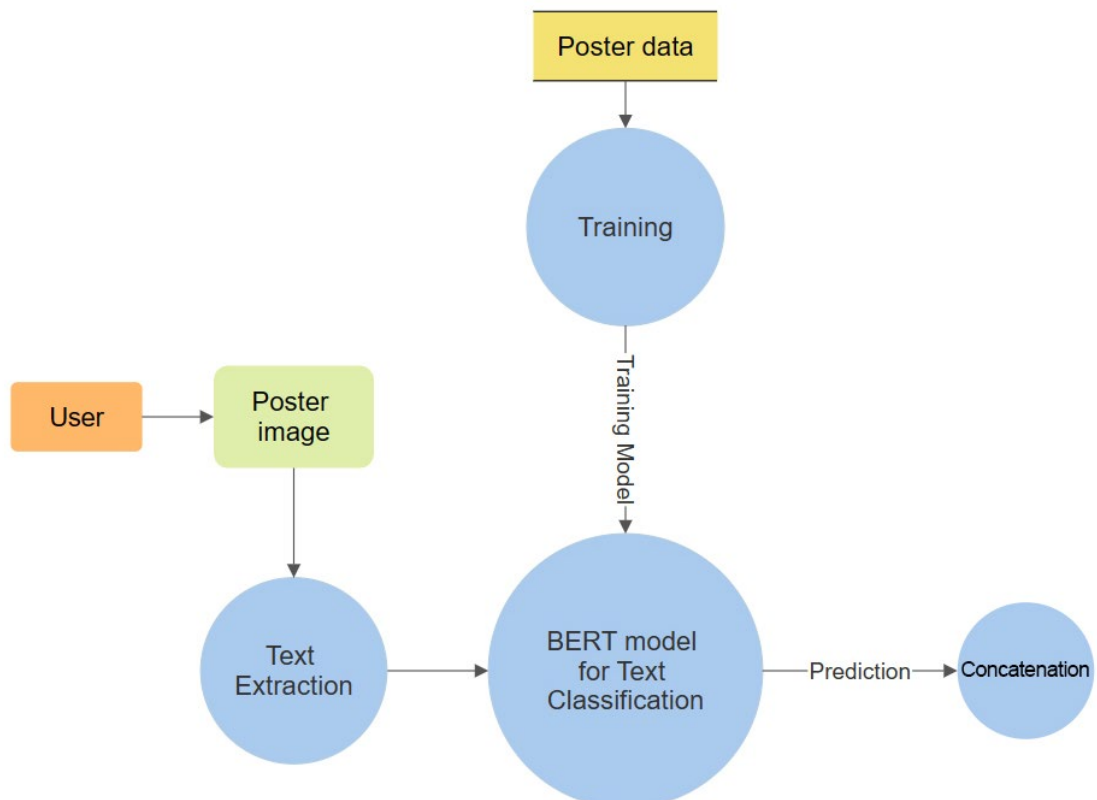 Poster data
Training
Training Model
User
Poster
image
Text
Extraction
BERT model
for Text
Classification
Prediction
Concatenation